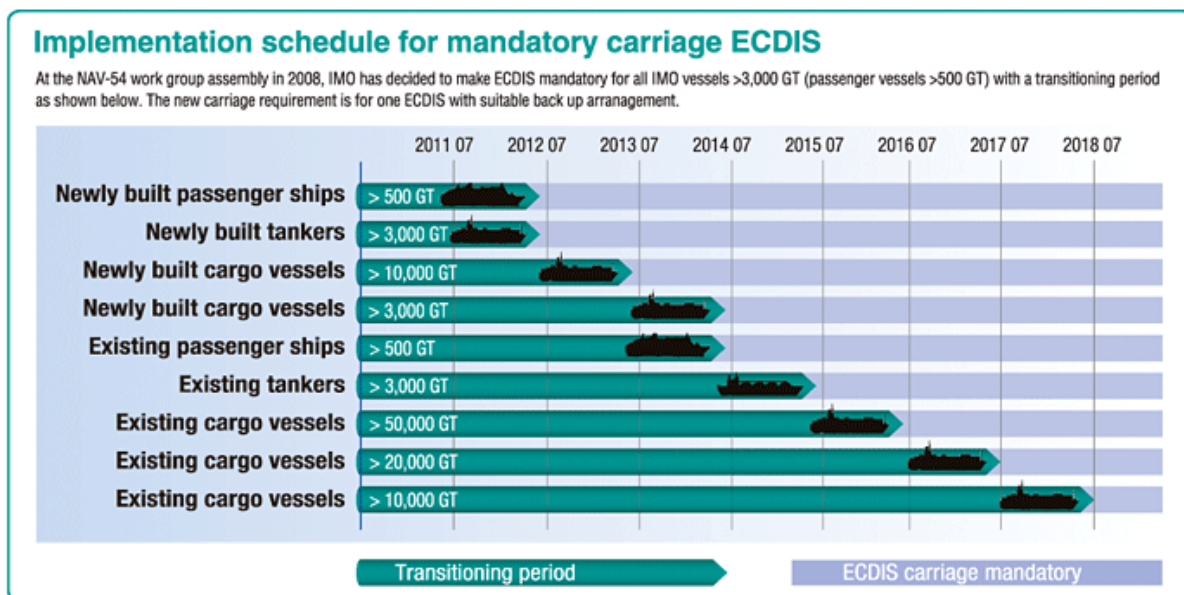 Implementation schedule for mandatory carriage ECDIS
At the NAV-54 work group assembly in 2008, IMO has decided to make ECDIS mandatory for all IMO vessels >3,000 GT (passenger vessels >500 GT) with a transitioning period
as shown below. The new carriage requirement is for one ECDIS with suitable back up arranagement.
2011 07 2012 07 2013 07 2014 07 2015 07 2016 07 2017 07 2018 07
Newly built passenger ships > 500 GT
Newly built tankers > 3,000 GT
Newly built cargo vessels > 10,000 GT
Newly built cargo vessels > 3,000 GT
Existing passenger ships > 500 GT
Existing tankers > 3,000 GT
Existing cargo vessels > 50,000 GT
Existing cargo vessels > 20,000 GT
Existing cargo vessels > 10,000 GT
Transitioning period ECDIS carriage mandatory